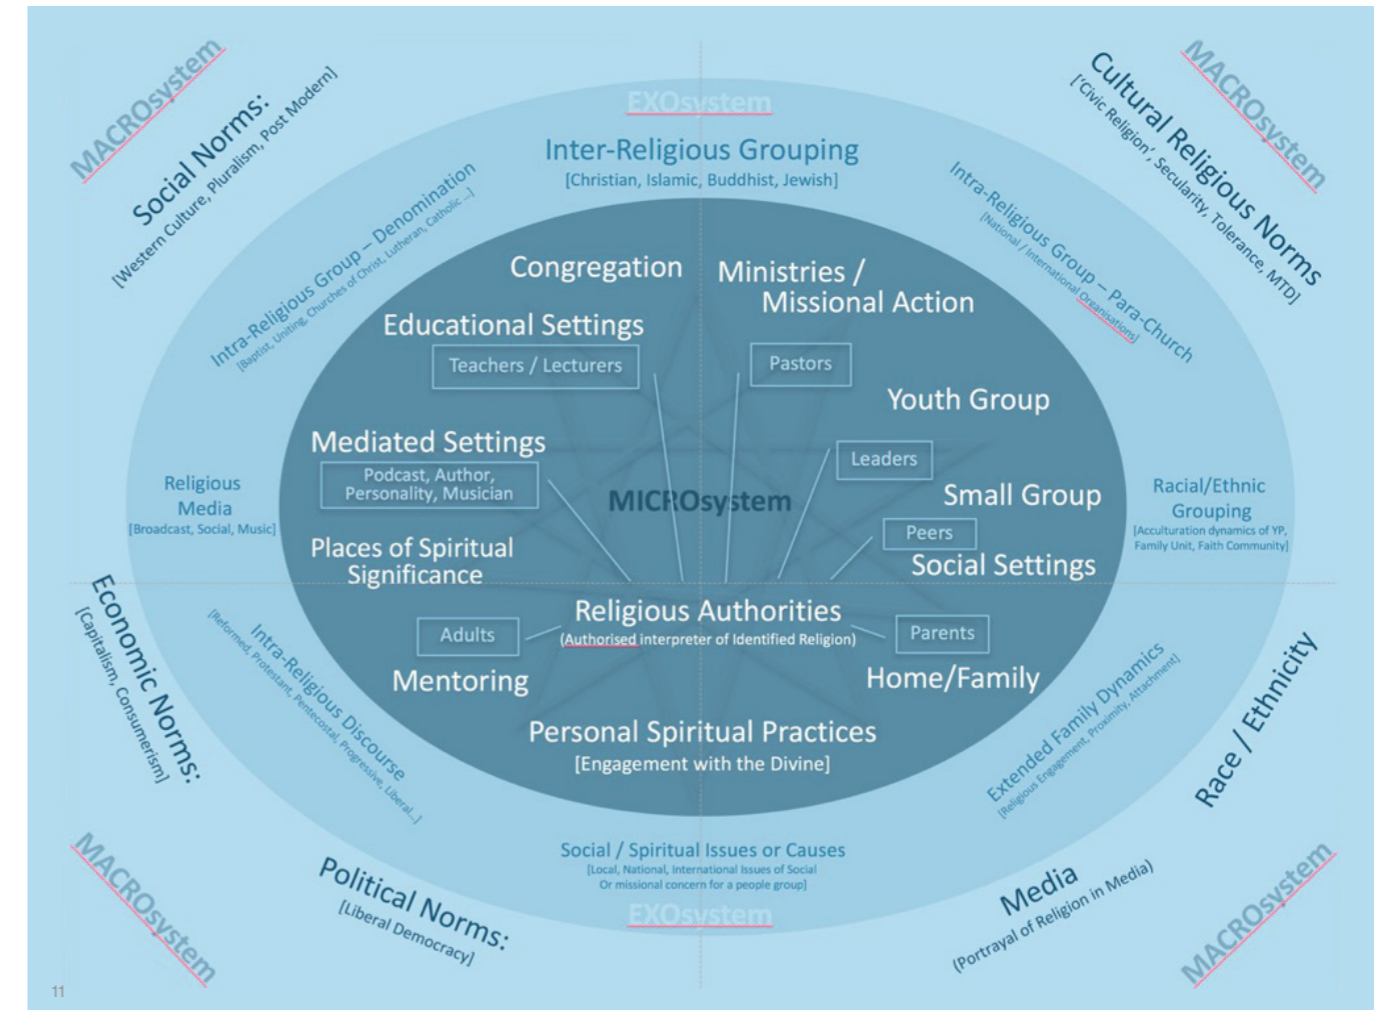 MACROsystem
Social Norms:
[Western Culture, Pluralism, Post Modern]
MACROsystem
Cultural Religious Norms
['Civic Religion', Secularity, Tolerance, MTD]
EXOsystem
Inter-Religious Grouping
[Christian, Islamic, Buddhist, Jewish]
Intra-Religious Group – Denomination
[Baptist, Uniting, Churches of Christ, Lutheran, Catholic ...]
Intra-Religious Group – Para-Church
[National / International Organisations]
Congregation
Ministries /
Missional Action
Educational Settings
Teachers / Lecturers
Pastors
Youth Group
Mediated Settings
Podcast, Author,
Personality, Musician
Leaders
Religious
Media
[Broadcast, Social, Music]
MICROsystem
Small Group
Peers
Racial/Ethnic
Grouping
[Acculturation dynamics of YP,
Family Unit, Faith Community]
Places of Spiritual
Significance
Social Settings
Religious Authorities
(Authorised interpreter of Identified Religion)
Adults
Parents
Mentoring
Home/Family
Personal Spiritual Practices
[Engagement with the Divine]
Economic Norms:
[Capitalism, Consumerism]
Intra-Religious Discourse
[Reformed, Protestant, Pentecostal, Progressive, Liberal...]
Extended Family Dynamics
[Religious Engagement, Proximity, Attachment]
Race / Ethnicity
Social / Spiritual Issues or Causes
[Local, National, International Issues of Social
Or missional concern for a people group]
EXOsystem
MACROsystem
Political Norms:
[Liberal Democracy]
Media
(Portrayal of Religion in Media)
MACROsystem
11